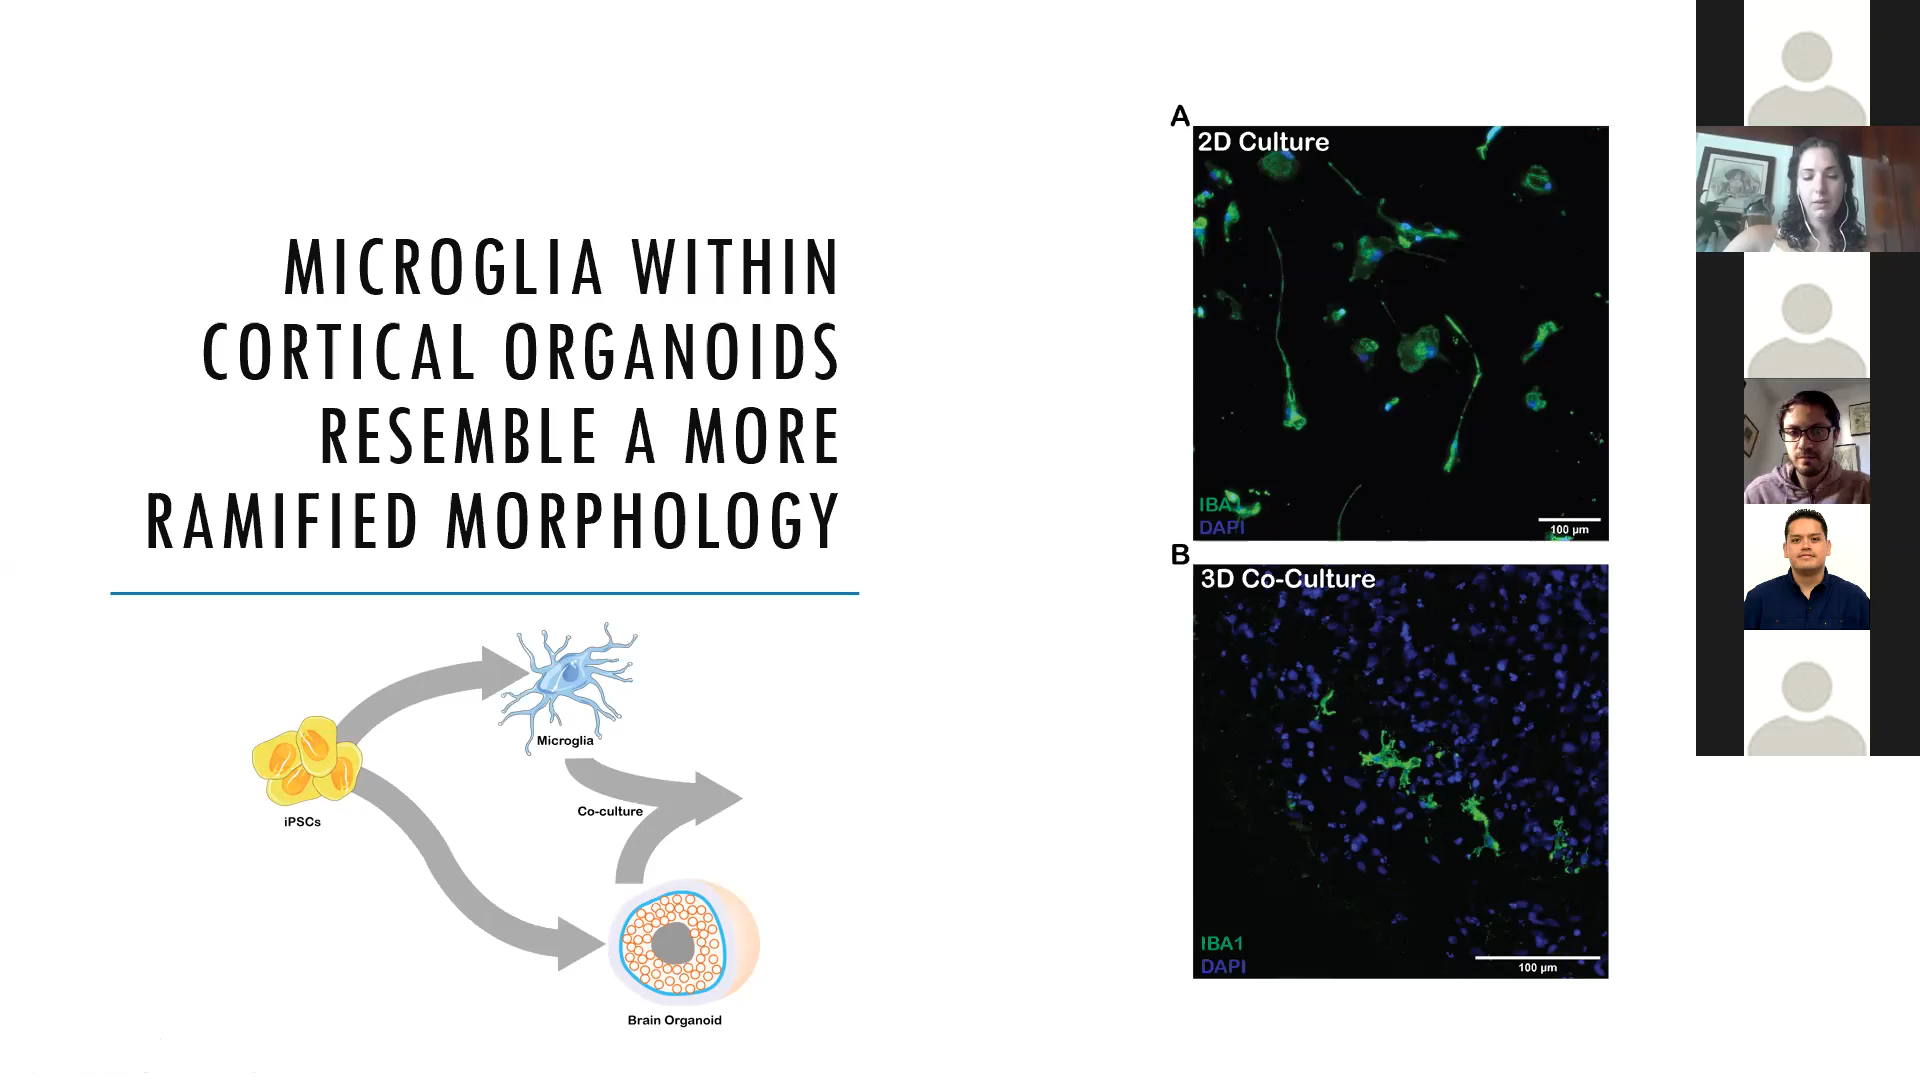 MICROGLIA WITHIN
CORTICAL ORGANOIDS
RESEMBLE A MORE
RAMIFIED MORPHOLOGY
Microglia
Co-culture
iPSCs
Brain Organoid
A
2D Culture
IBA1
DAPI
100 µm
B
3D Co-Culture
IBA1
DAPI
100 µm